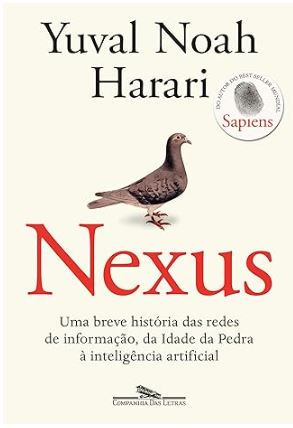 Yuval Noah
Harari
DO AUTOR DO BEST-SELLER MUNDIAL
Sapiens
Nexus
Uma breve história das redes
de informação, da Idade da Pedra
à inteligência artificial
COMPANHIA DAS LETRAS